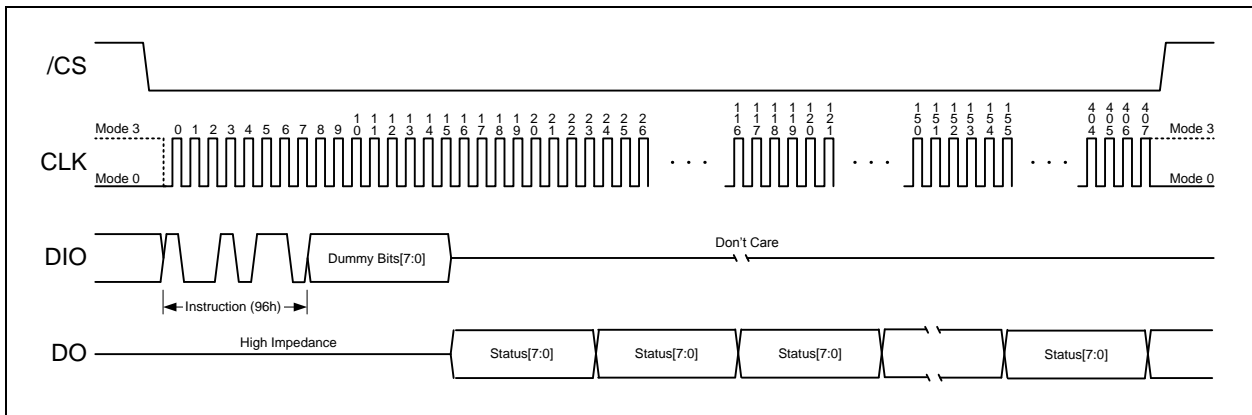 /CS
Mode 3
0 1 2 3 4 5 6 7 8 9 10 11 12 13 14 15 16 17 18 19 20 21 22 23 24 25 26 116 117 118 119 120 121 150 151 152 153 154 155 404 405 406 407
Mode 3
CLK
. . .
. . .
. . .
Mode 0
Mode 0
DIO
Dummy Bits[7:0]
Don't Care
Instruction (96h)
DO
High Impedance
Status[7:0]
Status[7:0]
Status[7:0]
Status[7:0]